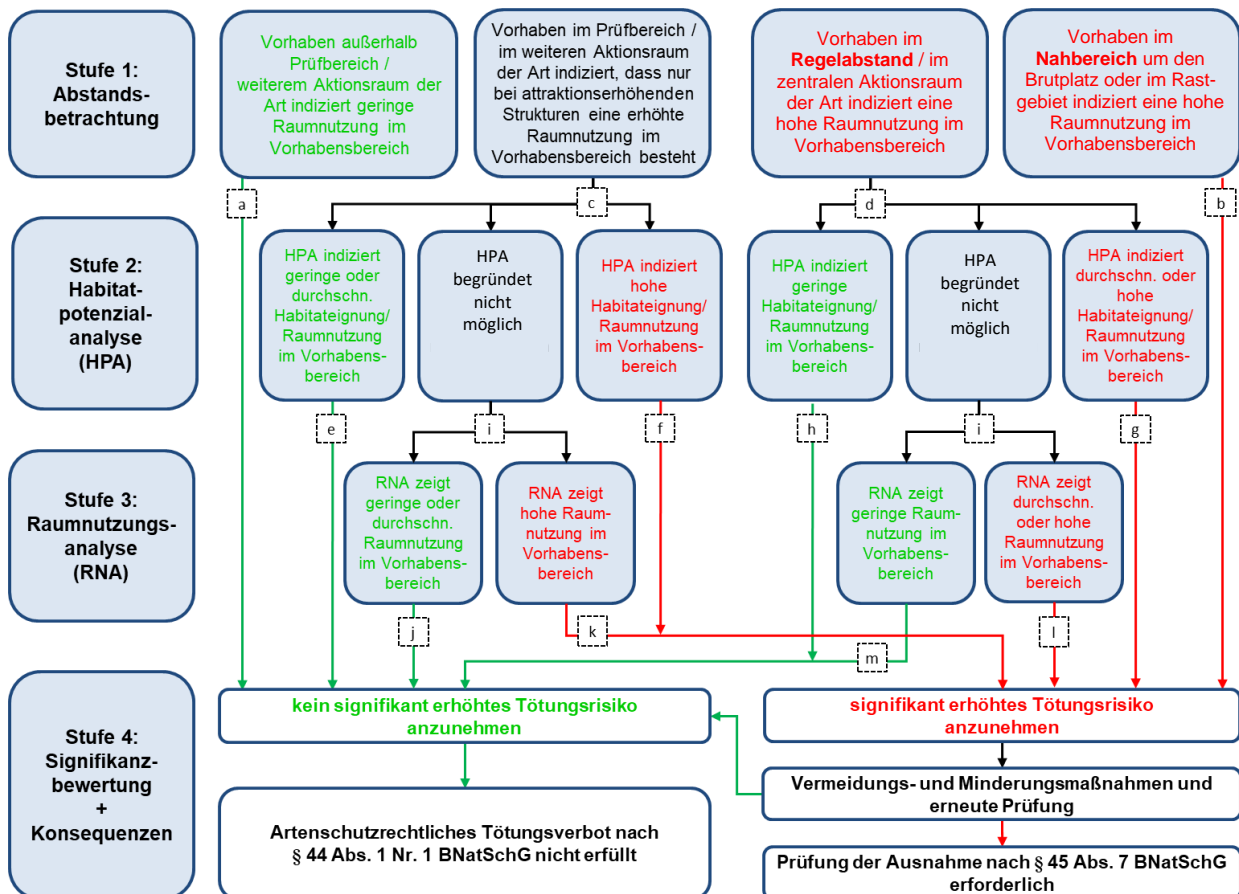 Stufe 1:
Abstands-
betrachtung
Vorhaben außerhalb
Prüfbereich /
weiterem Aktionsraum der
Art indiziert geringe
Raumnutzung im
Vorhabensbereich
Vorhaben im Prüfbereich /
im weiteren Aktionsraum
der Art indiziert, dass nur
bei attraktionserhöhenden
Strukturen eine erhöhte
Raumnutzung im
Vorhabensbereich besteht
Vorhaben im
Regelabstand / im
zentralen Aktionsraum
der Art indiziert eine
hohe Raumnutzung im
Vorhabensbereich
Vorhaben im
Nahbereich um den
Brutplatz oder im Rast-
gebiet indiziert eine hohe
Raumnutzung im
Vorhabensbereich
a
c
d
b
Stufe 2:
Habitat-
potenzial-
analyse
(HPA)
HPA indiziert
geringe oder
durchschn.
Habitateignung/
Raumnutzung
im Vorhabens-
bereich
HPA
begründet
nicht
möglich
HPA indiziert
hohe
Habitateignung/
Raumnutzung
im Vorhabens-
bereich
HPA indiziert
geringe
Habitateignung/
Raumnutzung
im Vorhabens-
bereich
HPA
begründet
nicht
möglich
HPA indiziert
durchschn. oder
hohe
Habitateignung/
Raumnutzung
im Vorhabens-
bereich
e
i
f
h
i
g
Stufe 3:
Raumnutzungs-
analyse
(RNA)
RNA zeigt
geringe oder
durchschn.
Raumnutzung
im Vorhabens-
bereich
RNA zeigt
hohe Raum-
nutzung im
Vorhabens-
bereich
RNA zeigt
geringe Raum-
nutzung im
Vorhabens-
bereich
RNA zeigt
durchschn.
oder hohe
Raumnutzung
im Vorhabens-
bereich
j
k
l
m
Stufe 4:
Signifikanz-
bewertung
+
Konsequenzen
kein signifikant erhöhtes Tötungsrisiko
anzunehmen
signifikant erhöhtes Tötungsrisiko
anzunehmen
Vermeidungs- und Minderungsmaßnahmen und
erneute Prüfung
Artenschutzrechtliches Tötungsverbot nach
§ 44 Abs. 1 Nr. 1 BNatSchG nicht erfüllt
Prüfung der Ausnahme nach § 45 Abs. 7 BNatSchG
erforderlich